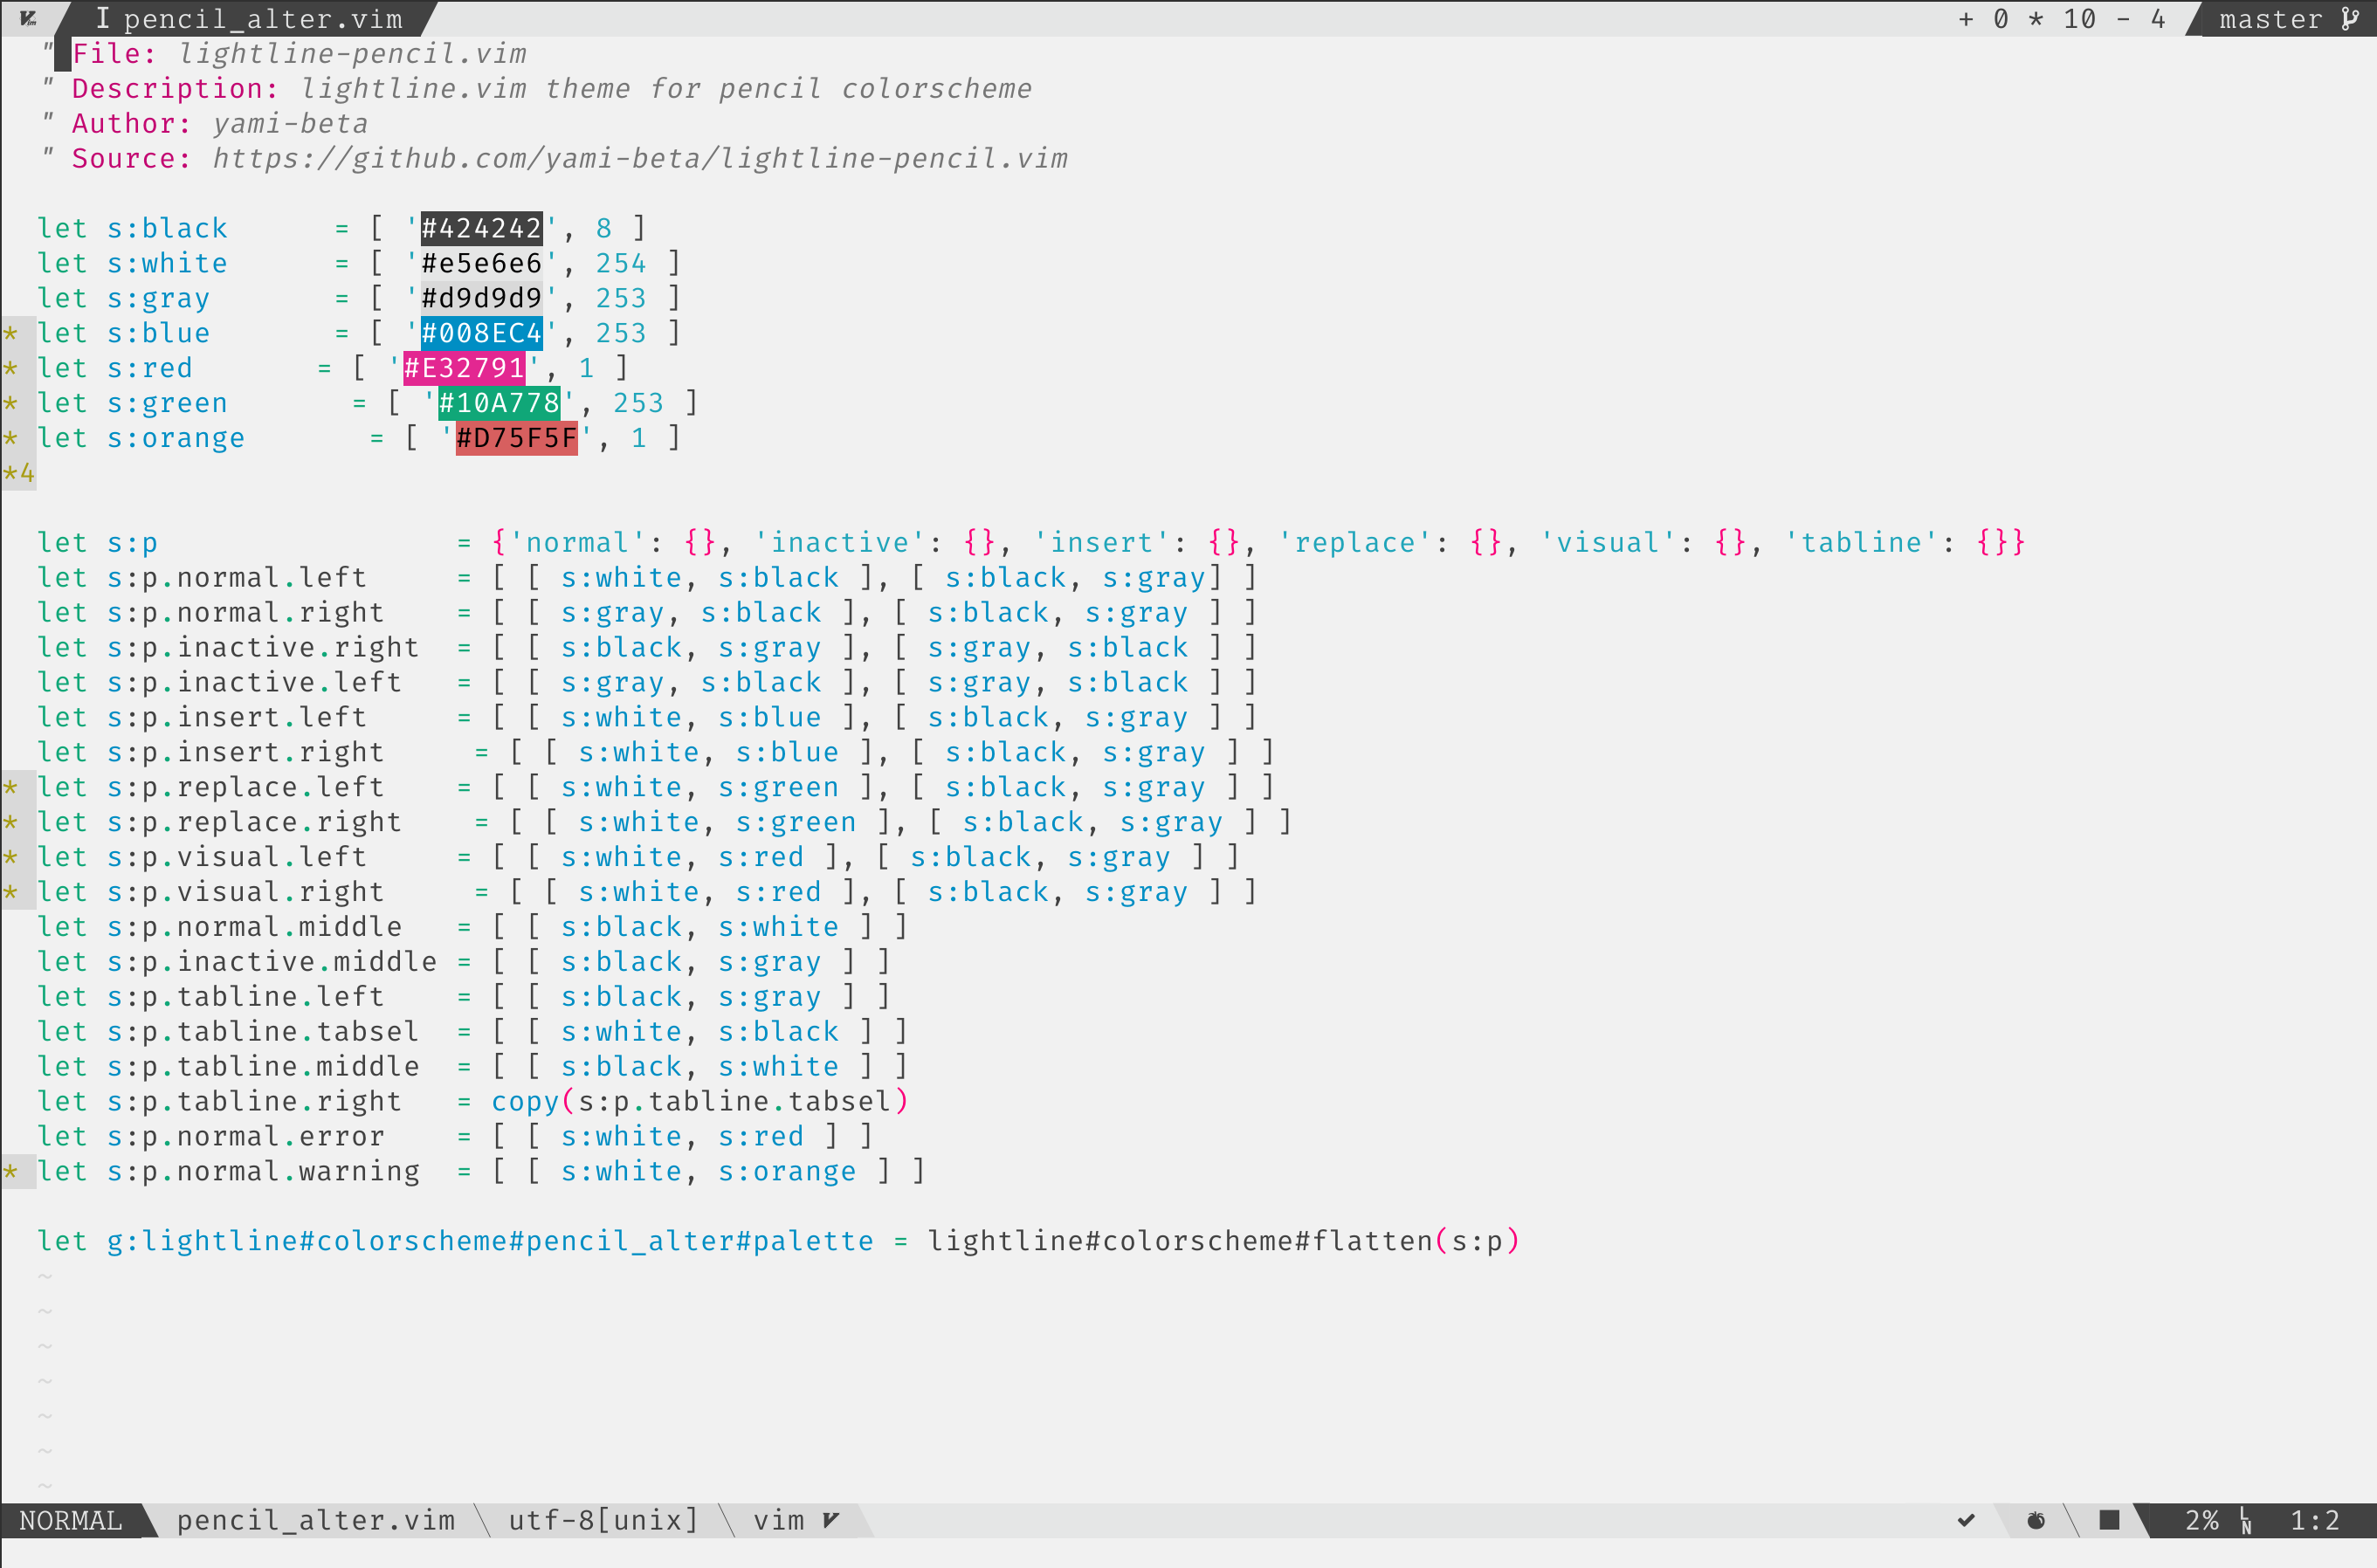 I pencil_alter.vim + 0 * 10 - 4 master
" File: lightline-pencil.vim
" Description: lightline.vim theme for pencil colorscheme
" Author: yami-beta
" Source: https://github.com/yami-beta/lightline-pencil.vim
let s:black      = [ '#424242', 8 ]
let s:white      = [ '#e5e6e6', 254 ]
let s:gray       = [ '#d9d9d9', 253 ]
* let s:blue       = [ '#008EC4', 253 ]
* let s:red       = [ '#E32791', 1 ]
* let s:green       = [ '#10A778', 253 ]
* let s:orange       = [ '#D75F5F', 1 ]
*4
let s:p                 = {'normal': {}, 'inactive': {}, 'insert': {}, 'replace': {}, 'visual': {}, 'tabline': {}}
let s:p.normal.left     = [ [ s:white, s:black ], [ s:black, s:gray] ]
let s:p.normal.right    = [ [ s:gray, s:black ], [ s:black, s:gray ] ]
let s:p.inactive.right  = [ [ s:black, s:gray ], [ s:gray, s:black ] ]
let s:p.inactive.left   = [ [ s:gray, s:black ], [ s:gray, s:black ] ]
let s:p.insert.left     = [ [ s:white, s:blue ], [ s:black, s:gray ] ]
let s:p.insert.right     = [ [ s:white, s:blue ], [ s:black, s:gray ] ]
* let s:p.replace.left    = [ [ s:white, s:green ], [ s:black, s:gray ] ]
* let s:p.replace.right    = [ [ s:white, s:green ], [ s:black, s:gray ] ]
* let s:p.visual.left     = [ [ s:white, s:red ], [ s:black, s:gray ] ]
* let s:p.visual.right     = [ [ s:white, s:red ], [ s:black, s:gray ] ]
let s:p.normal.middle   = [ [ s:black, s:white ] ]
let s:p.inactive.middle = [ [ s:black, s:gray ] ]
let s:p.tabline.left    = [ [ s:black, s:gray ] ]
let s:p.tabline.tabsel  = [ [ s:white, s:black ] ]
let s:p.tabline.middle  = [ [ s:black, s:white ] ]
let s:p.tabline.right   = copy(s:p.tabline.tabsel)
let s:p.normal.error    = [ [ s:white, s:red ] ]
* let s:p.normal.warning  = [ [ s:white, s:orange ] ]
let g:lightline#colorscheme#pencil_alter#palette = lightline#colorscheme#flatten(s:p)
~
~
~
~
~
~
~
NORMAL pencil_alter.vim utf-8[unix] vim 2% LN 1:2